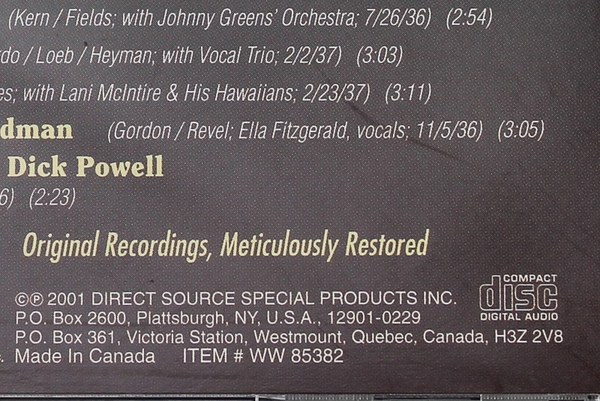 (Kern / Fields; with Johnny Greens' Orchestra; 7/26/36) (2:54)
rdo / Loeb / Heyman; with Vocal Trio; 2/2/37) (3:03)
es; with Lani McIntire & His Hawaiians; 2/23/37) (3:11)
dman (Gordon / Revel; Ella Fitzgerald, vocals; 11/5/36) (3:05)
Dick Powell
6) (2:23)
Original Recordings, Meticulously Restored
©℗ 2001 DIRECT SOURCE SPECIAL PRODUCTS INC.
P.O. Box 2600, Plattsburgh, NY, U.S.A., 12901-0229
P.O. Box 361, Victoria Station, Westmount, Quebec, Canada, H3Z 2V8
Made In Canada ITEM # WW 85382
COMPACT
disc
DIGITAL AUDIO